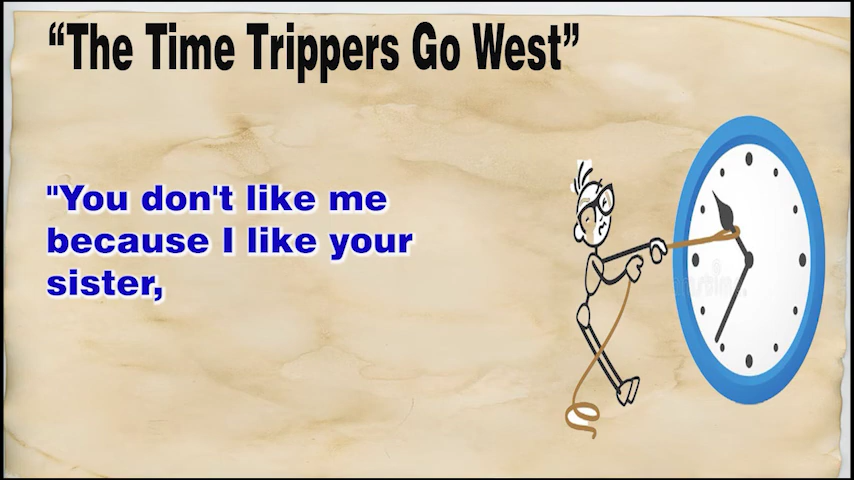 “The Time Trippers Go West”
"You don't like me
because I like your
sister,